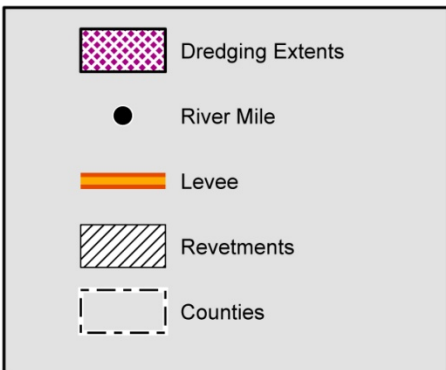 Dredging Extents
River Mile
Levee
Revetments
Counties